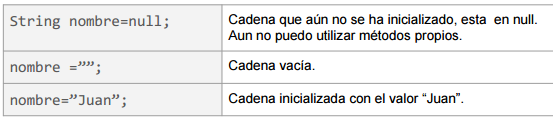 String nombre=null;
Cadena que aún no se ha inicializado, esta en null.
Aun no puedo utilizar métodos propios.
nombre =””;
Cadena vacía.
nombre=”Juan”;
Cadena inicializada con el valor “Juan”.